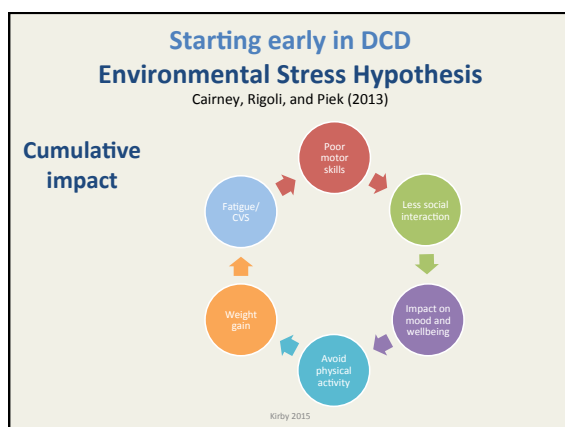 Starting early in DCD
Environmental Stress Hypothesis
Cairney, Rigoli, and Piek (2013)
Cumulative
impact
Poor
motor
skills
Less social
interaction
Impact on
mood and
wellbeing
Avoid
physical
activity
Weight
gain
Fatigue/
CVS
Kirby 2015